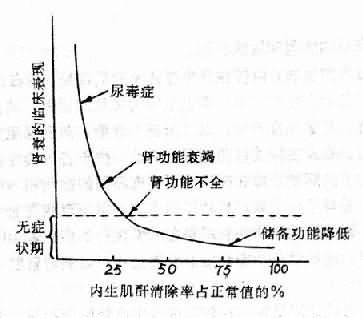 肾衰的临床表现
尿毒症
肾功能衰竭
肾功能不全
无症
状期
储备功能降低
25 50 75 100
内生肌酐清除率占正常值的%